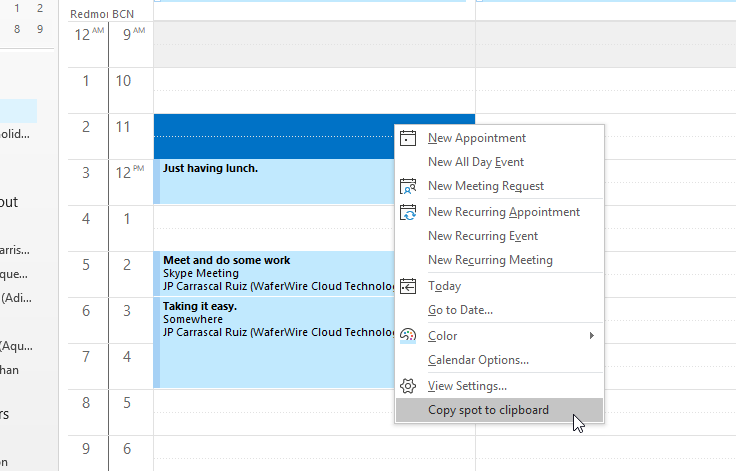 1 2
8 9
Redmor BCN
12 AM 9 AM
1 10
2 11
3 12 PM
4 1
5 2
6 3
7 4
8 5
9 6
olid...
out
arris...
que...
(Adi...
(Aqu...
han
rs
on
Just having lunch.
Meet and do some work
Skype Meeting
JP Carrascal Ruiz (WaferWire Cloud Technolog
Taking it easy.
Somewhere
JP Carrascal Ruiz (WaferWire Cloud Technolog
New Appointment
New All Day Event
New Meeting Request
New Recurring Appointment
New Recurring Event
New Recurring Meeting
Today
Go to Date...
Color
Calendar Options...
View Settings...
Copy spot to clipboard